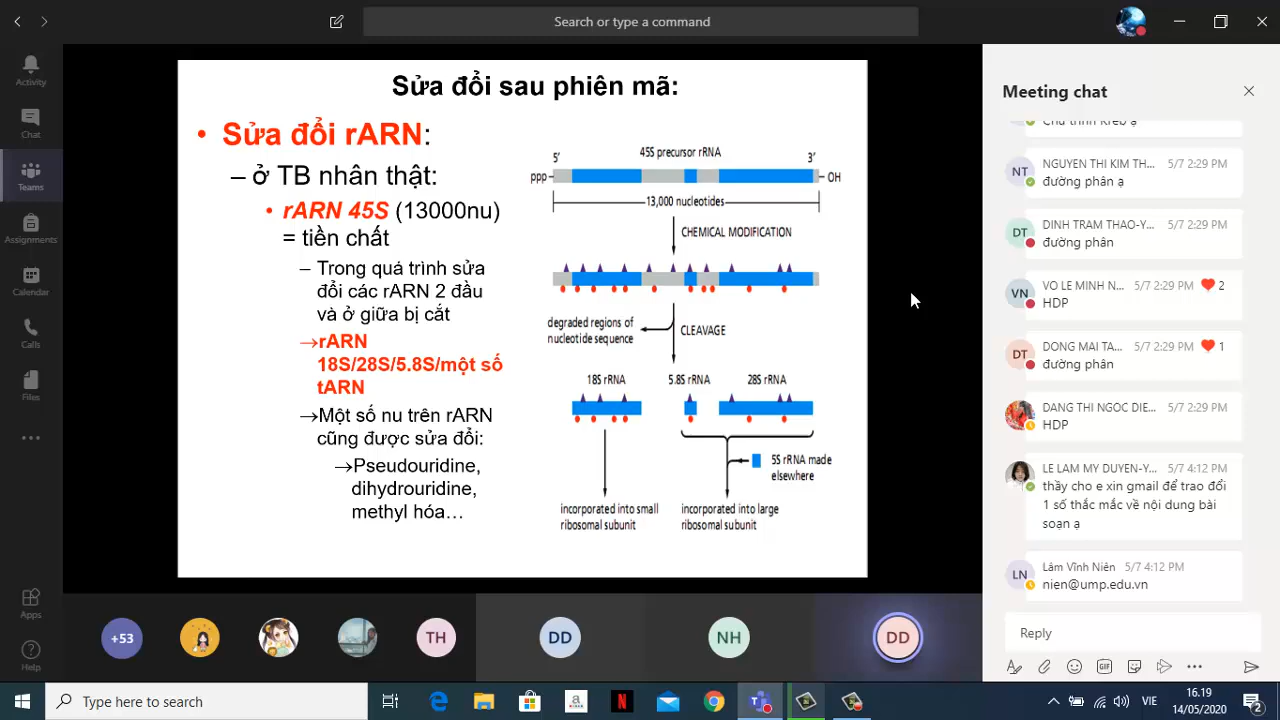 Search or type a command
Activity
Chat
Teams
Assignments
Calendar
Calls
Files
Apps
Help
Sửa đổi sau phiên mã:
• Sửa đổi rARN:
– ở TB nhân thật:
• rARN 45S (13000nu)
= tiền chất
– Trong quá trình sửa
đổi các rARN 2 đầu
và ở giữa bị cắt
→rARN
18S/28S/5.8S/một số
tARN
→Một số nu trên rARN
cũng được sửa đổi:
→Pseudouridine,
dihydrouridine,
methyl hóa…
45S precursor rRNA
5' 3'
ppp OH
13,000 nucleotides
CHEMICAL MODIFICATION
degraded regions of
nucleotide sequence
CLEAVAGE
18S rRNA 5.8S rRNA 28S rRNA
5S rRNA made
elsewhere
incorporated into small
ribosomal subunit
incorporated into large
ribosomal subunit
+53
TH
DD
NH
DD
Meeting chat
Chu trình Kreb ạ
NT
NGUYEN THI KIM TH... 5/7 2:29 PM
đường phân ạ
DT
DINH TRAM THAO-Y... 5/7 2:29 PM
đường phân
VN
VO LE MINH N... 5/7 2:29 PM 2
HDP
DT
DONG MAI TA... 5/7 2:29 PM 1
đường phân
DANG THI NGOC DIE... 5/7 2:29 PM
HDP
LE LAM MY DUYEN-Y... 5/7 4:12 PM
thầy cho e xin gmail để trao đổi
1 số thắc mắc về nội dung bài
soạn ạ
LN
Lâm Vĩnh Niên 5/7 4:12 PM
nien@ump.edu.vn
Reply
GIF
Type here to search
VIE
16.19
14/05/2020
2